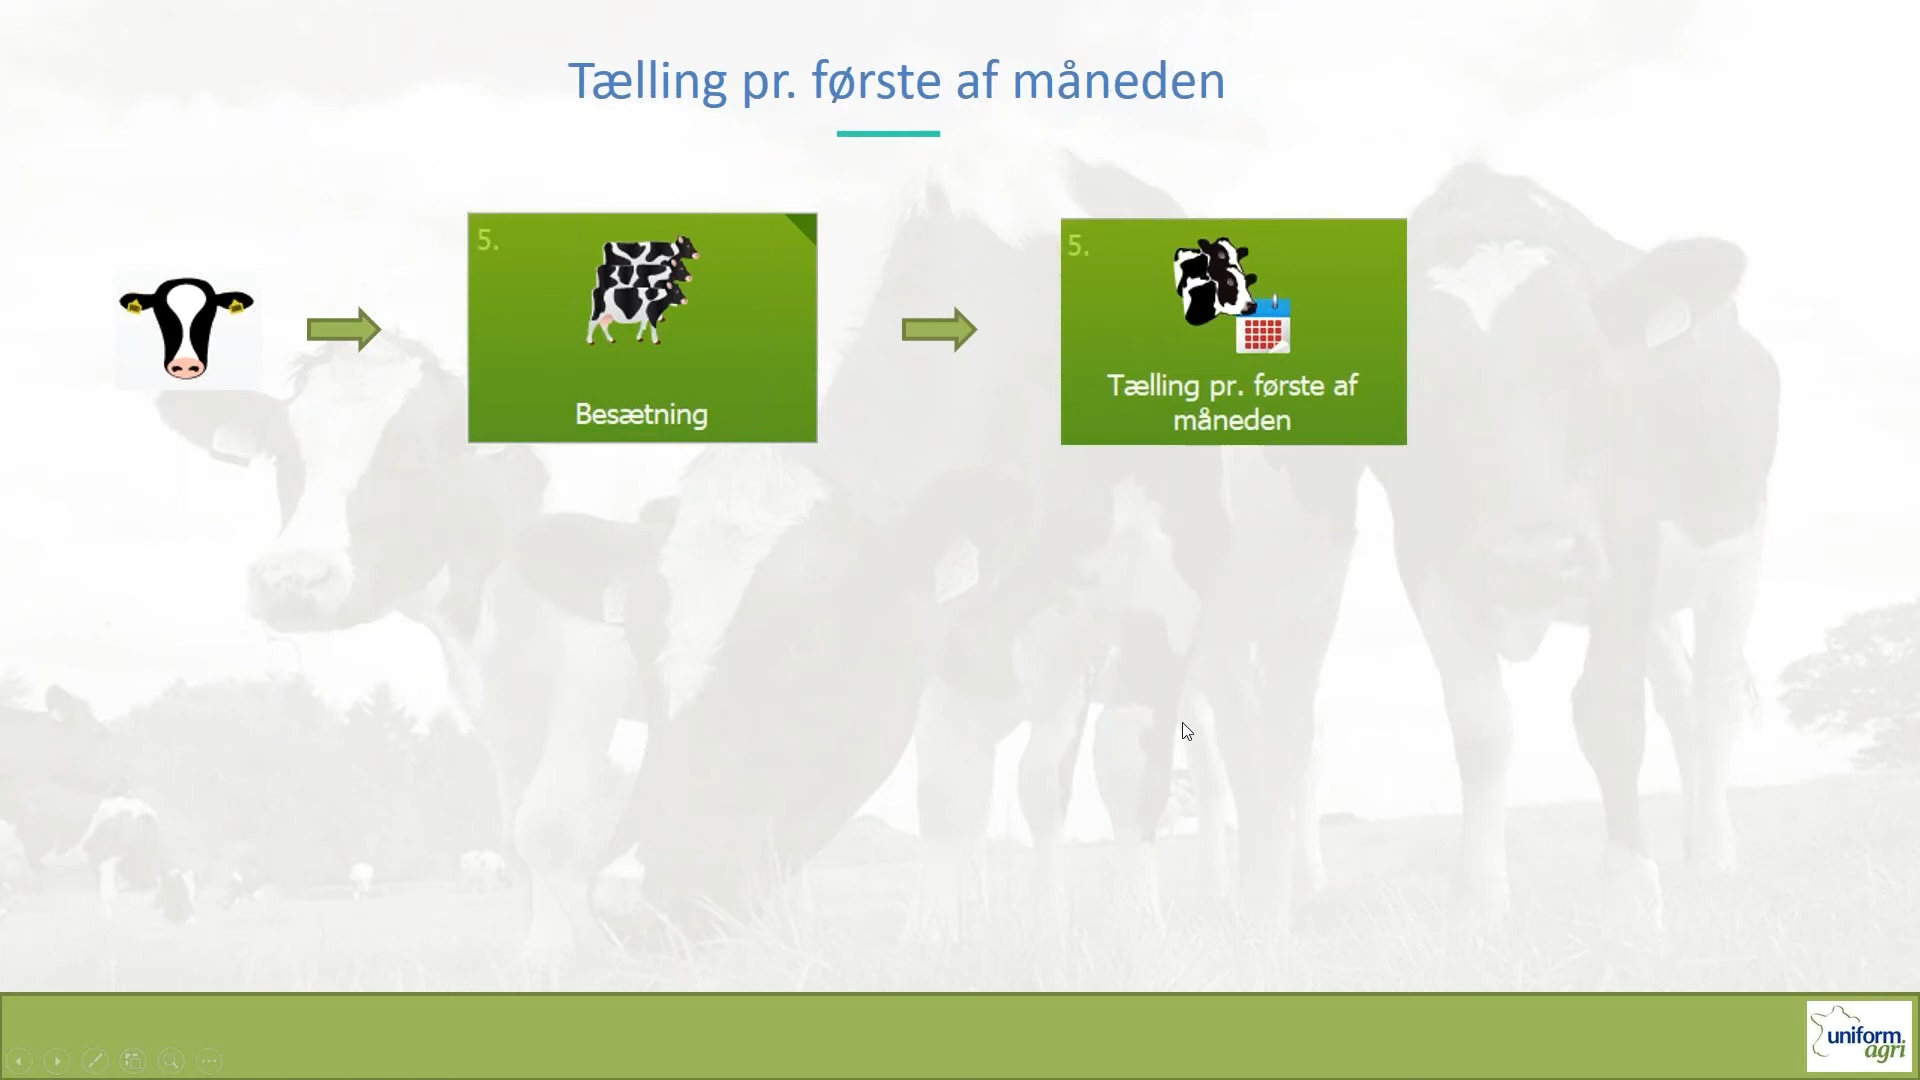 Tælling pr. første af måneden
5.
Besætning
5.
Tælling pr. første af
måneden
uniform.
agri